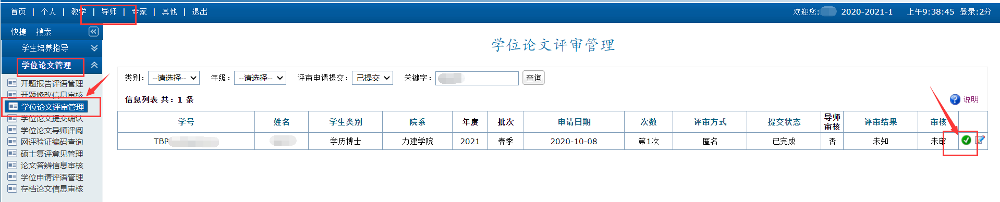 首页 | 个人 | 教学 | 导师 | 专家 | 其他 | 退出
欢迎您: 2020-2021-1 上午9:38:45 登录:2分
快捷 搜索
学生培养指导
学位论文管理
开题报告评语管理
开题修改信息审核
学位论文评审管理
学位论文提交确认
学位论文导师评阅
网评验证编码查询
硕士复评意见管理
论文答辨信息审核
学位申请评语管理
存档论文信息审核
学位论文评审管理
类别: --请选择-- 年级: --请选择-- 评审申请提交: 已提交 关键字: 查询
信息列表 共: 1 条 说明
学号 姓名 学生类别 院系 年度 批次 申请日期 次数 评审方式 提交状态 导师审核 评审结果 审核
TBP 学历博士 力建学院 2021 春季 2020-10-08 第1次 匿名 已完成 否 未知 未审